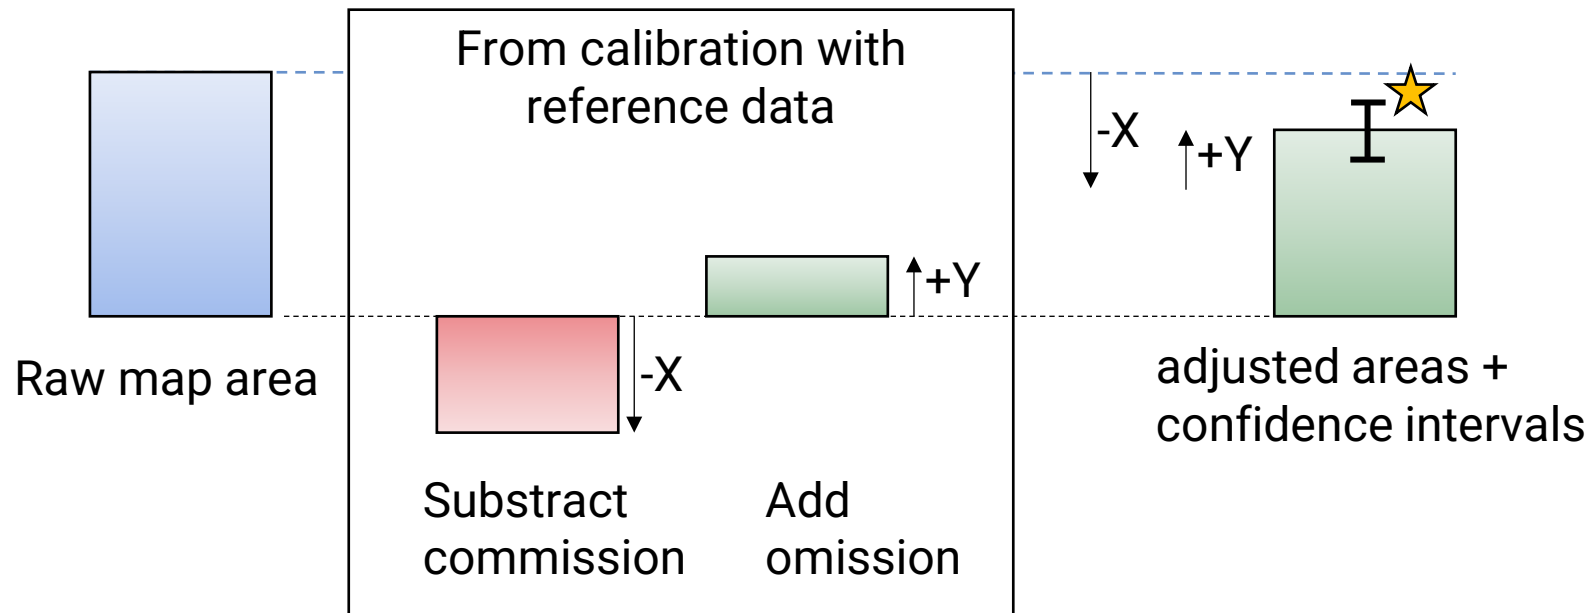 From calibration with
reference data
-X
+Y
+Y
-X
Raw map area
adjusted areas +
confidence intervals
Substract
commission
Add
omission